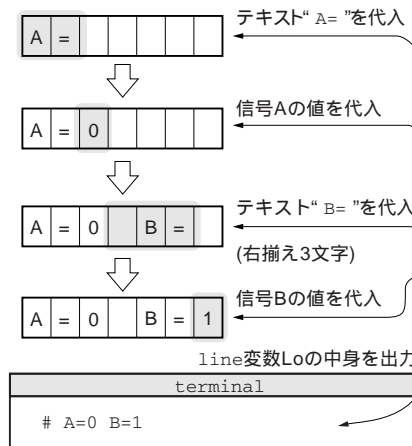 テキスト“ A= ”を代入
A =
信号Aの値を代入
A = 0
テキスト“ B= ”を代入
(右揃え3文字)
A = 0 B =
信号Bの値を代入
A = 0 B = 1
line変数Loの中身を出力
terminal
# A=0 B=1